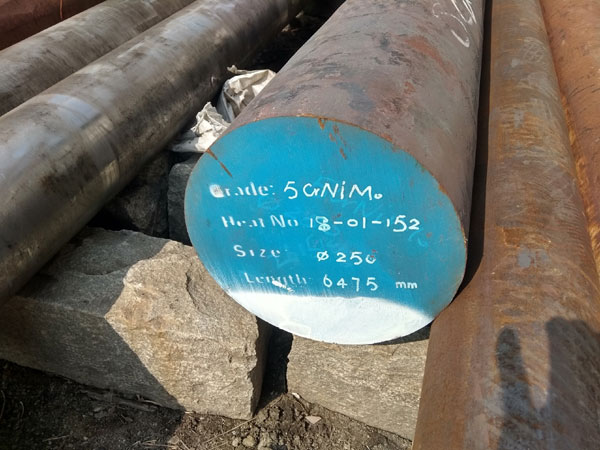 Grade: 5CrNiMo
Heat No 18-01-152
Size ø250
Length 6475 mm